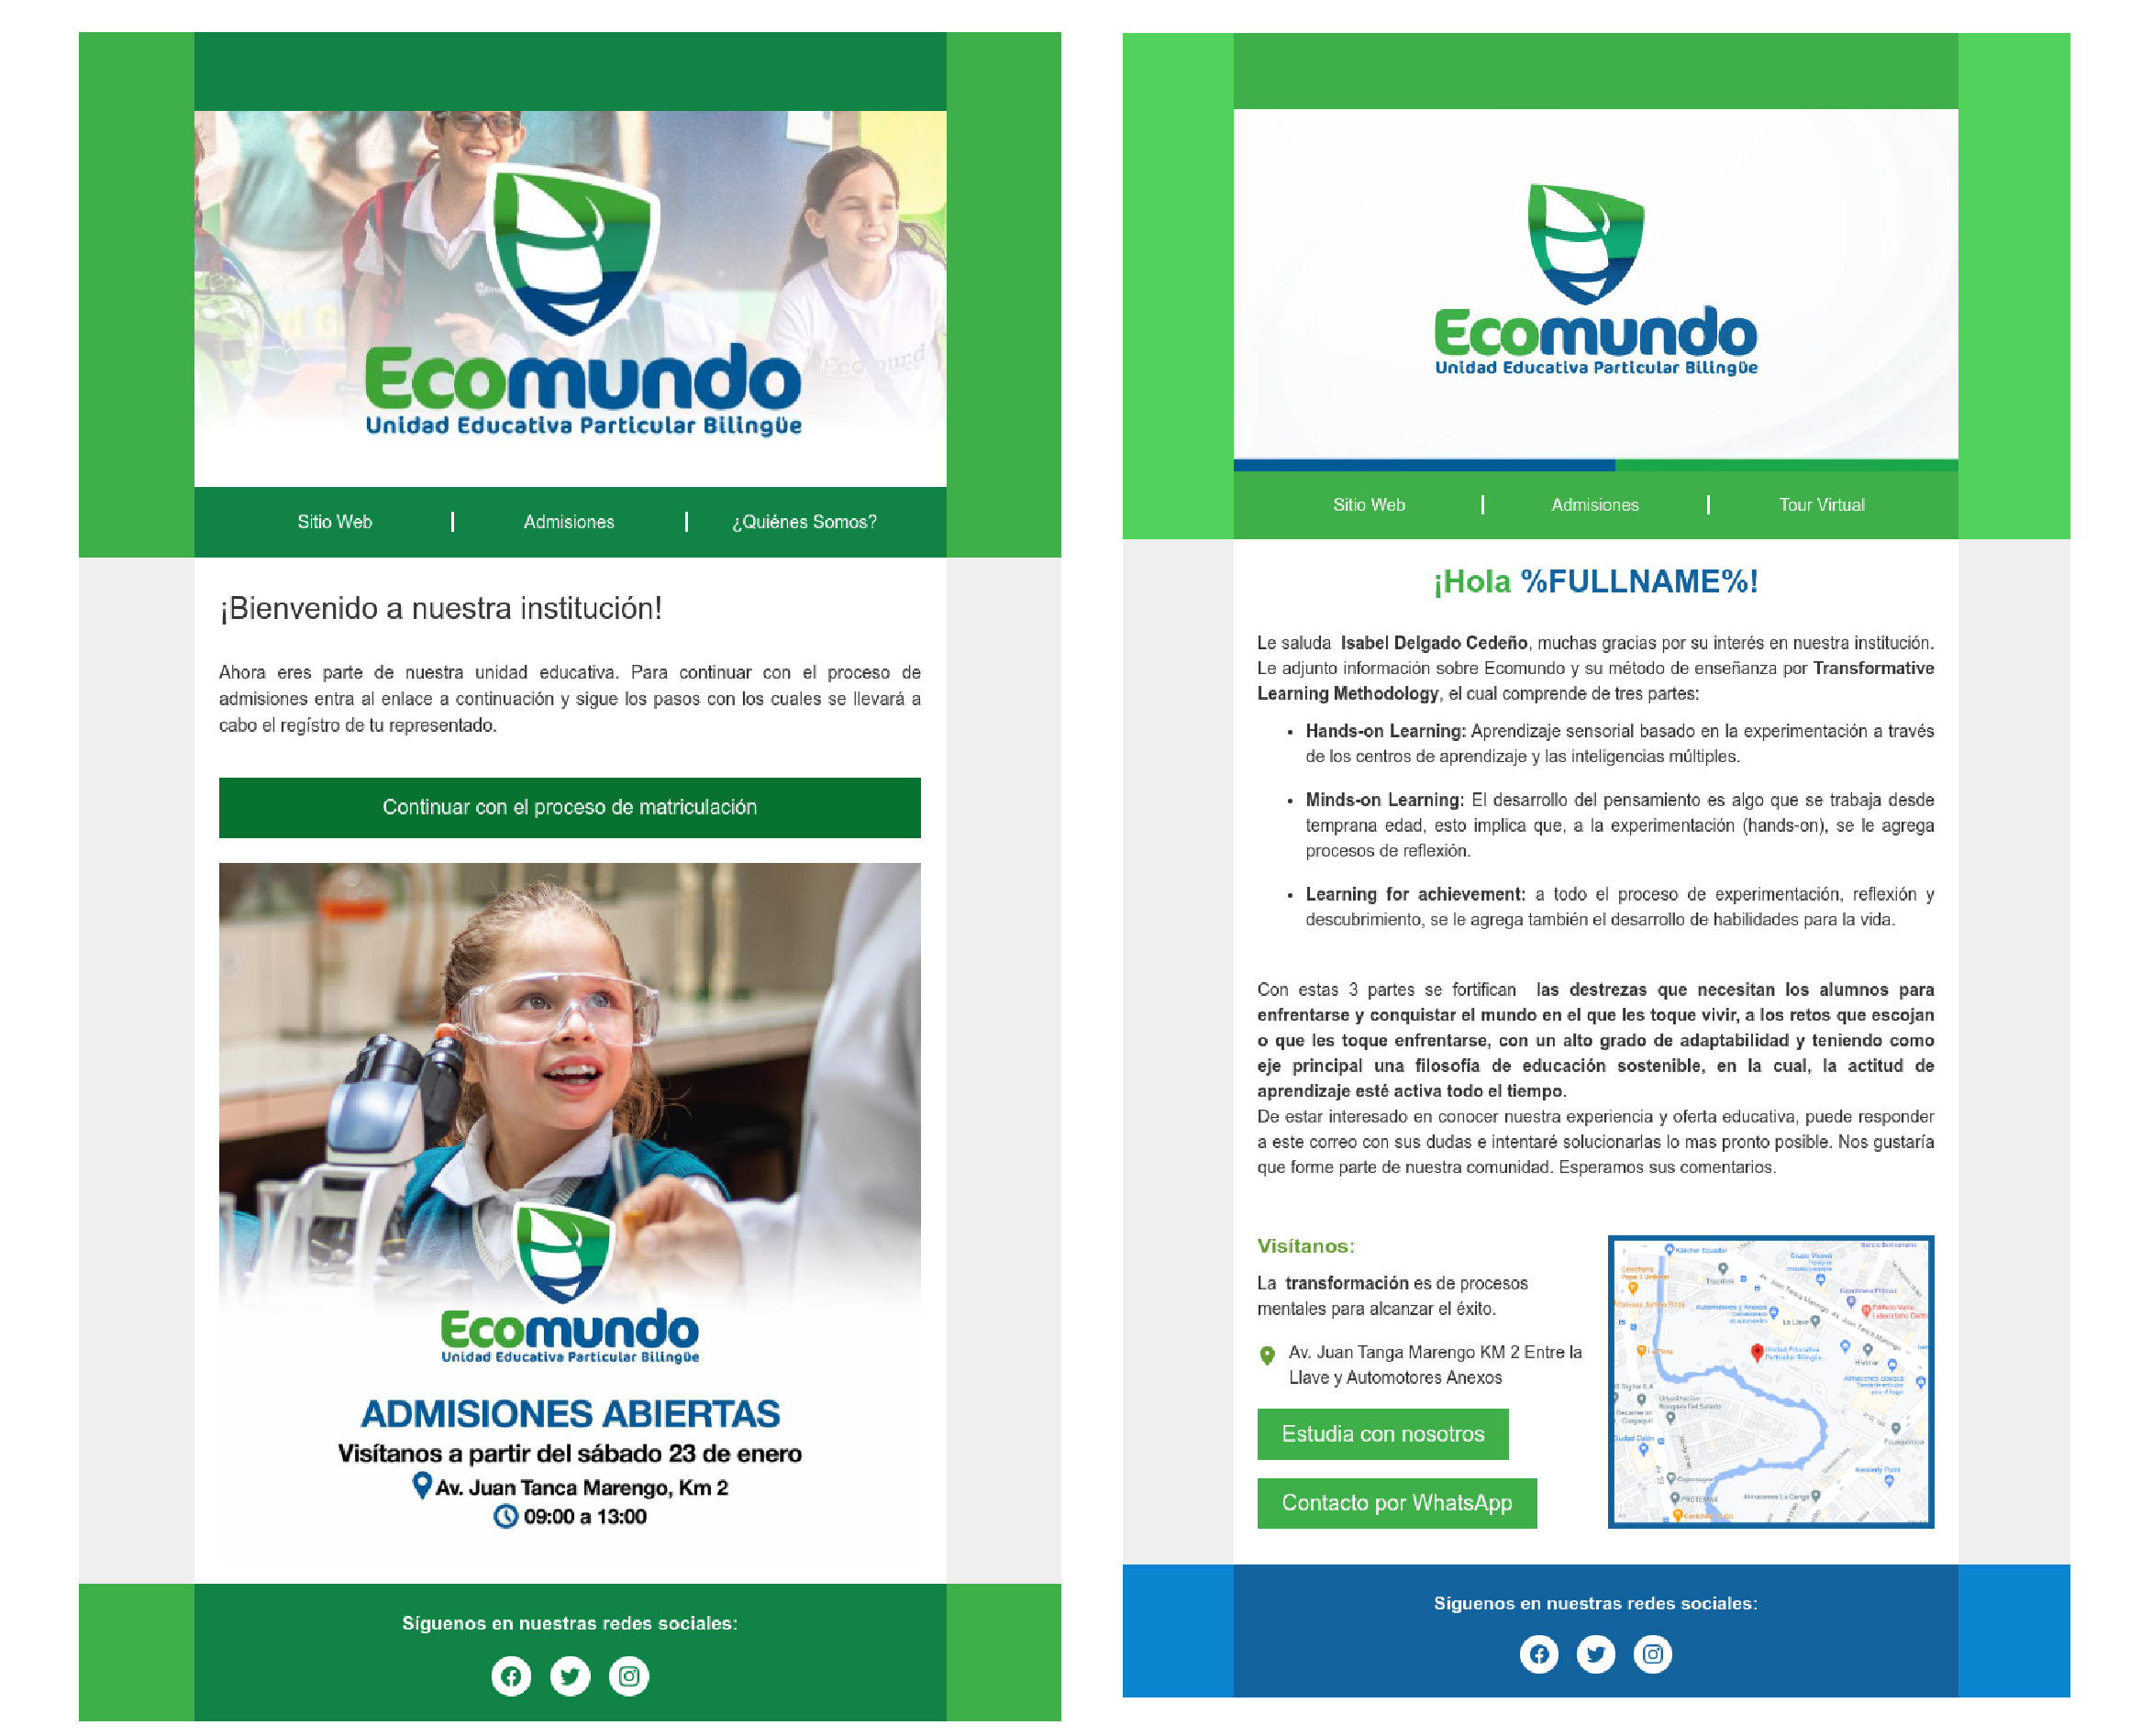 Ecomundo
Unidad Educativa Particular Bilingüe
Sitio Web | Admisiones | ¿Quiénes Somos?
¡Bienvenido a nuestra institución!
Ahora eres parte de nuestra unidad educativa. Para continuar con el proceso de
admisiones entra al enlace a continuación y sigue los pasos con los cuales se llevará a
cabo el regístro de tu representado.
Continuar con el proceso de matriculación
Ecomundo
Unidad Educativa Particular Bilingüe
ADMISIONES ABIERTAS
Visítanos a partir del sábado 23 de enero
Av. Juan Tanca Marengo, Km 2
09:00 a 13:00
Síguenos en nuestras redes sociales:
Ecomundo
Unidad Educativa Particular Bilingüe
Sitio Web | Admisiones | Tour Virtual
¡Hola %FULLNAME%!
Le saluda Isabel Delgado Cedeño, muchas gracias por su interés en nuestra institución.
Le adjunto información sobre Ecomundo y su método de enseñanza por Transformative
Learning Methodology, el cual comprende de tres partes:
• Hands-on Learning: Aprendizaje sensorial basado en la experimentación a través
de los centros de aprendizaje y las inteligencias múltiples.
• Minds-on Learning: El desarrollo del pensamiento es algo que se trabaja desde
temprana edad, esto implica que, a la experimentación (hands-on), se le agrega
procesos de reflexión.
• Learning for achievement: a todo el proceso de experimentación, reflexión y
descubrimiento, se le agrega también el desarrollo de habilidades para la vida.
Con estas 3 partes se fortifican las destrezas que necesitan los alumnos para
enfrentarse y conquistar el mundo en el que les toque vivir, a los retos que escojan
o que les toque enfrentarse, con un alto grado de adaptabilidad y teniendo como
eje principal una filosofía de educación sostenible, en la cual, la actitud de
aprendizaje esté activa todo el tiempo.
De estar interesado en conocer nuestra experiencia y oferta educativa, puede responder
a este correo con sus dudas e intentaré solucionarlas lo mas pronto posible. Nos gustaría
que forme parte de nuestra comunidad. Esperamos sus comentarios.
Visítanos:
La transformación es de procesos
mentales para alcanzar el éxito.
Av. Juan Tanga Marengo KM 2 Entre la
Llave y Automotores Anexos
Estudia con nosotros
Contacto por WhatsApp
Kärcher Ecuador
La Llave
Unidad Educativa
Particular Bilingüe
Kennedy Point
PROTEMAX
Síguenos en nuestras redes sociales: